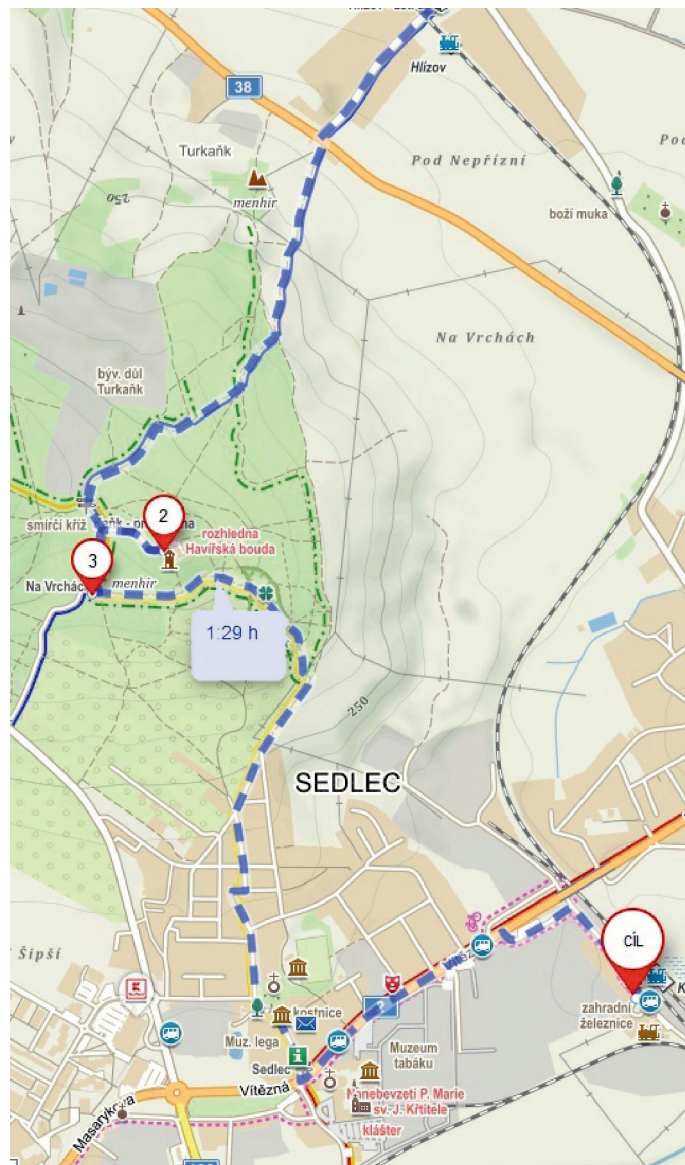 Hlízov
38
Turkaňk
menhir
250
Pod Nepřízní
boží muka
Na Vrchách
býv. důl
Turkaňk
2
smírčí kříž
rozhledna
Havířská bouda
3
Na Vrchách
menhir
1:29 h
250
SEDLEC
CÍL
Šipší
kostnice
Muz. lega
zahradní
železnice
Sedlec
Muzeum
tabáku
Vítězná
Masarykova
Nanebevzetí P. Marie
sv. J. Křtitele
klášter